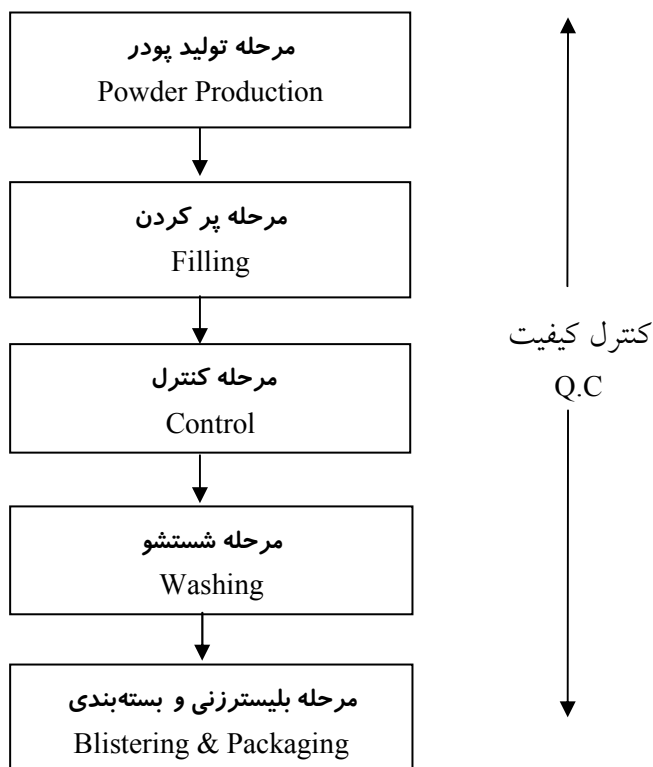 مرحله تولید پودر
Powder Production
مرحله پر کردن
Filling
مرحله کنترل
Control
مرحله شستشو
Washing
مرحله بلیسترزنی و بسته‌بندی
Blistering & Packaging
کنترل کیفیت
Q.C